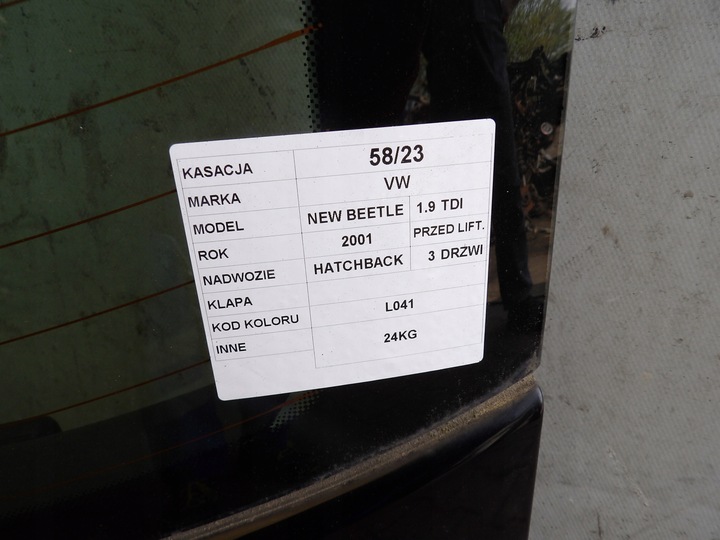 KASACJA 58/23
MARKA VW
MODEL NEW BEETLE 1.9 TDI
ROK 2001 PRZED LIFT.
NADWOZIE HATCHBACK 3 DRZWI
KLAPA
KOD KOLORU L041
INNE 24KG